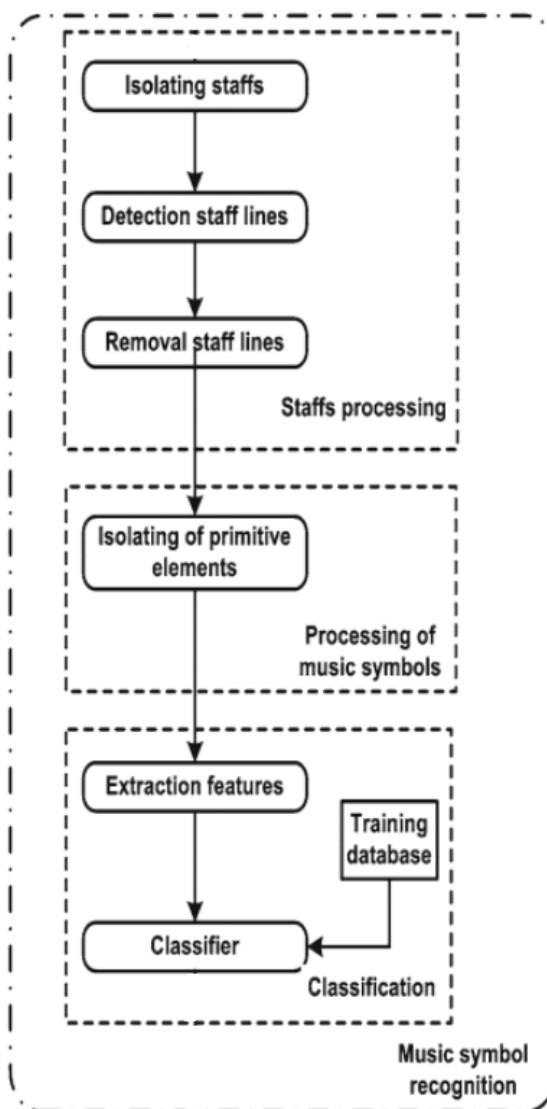 Isolating staffs
Detection staff lines
Removal staff lines
Staffs processing
Isolating of primitive
elements
Processing of
music symbols
Extraction features
Training
database
Classifier
Classification
Music symbol
recognition